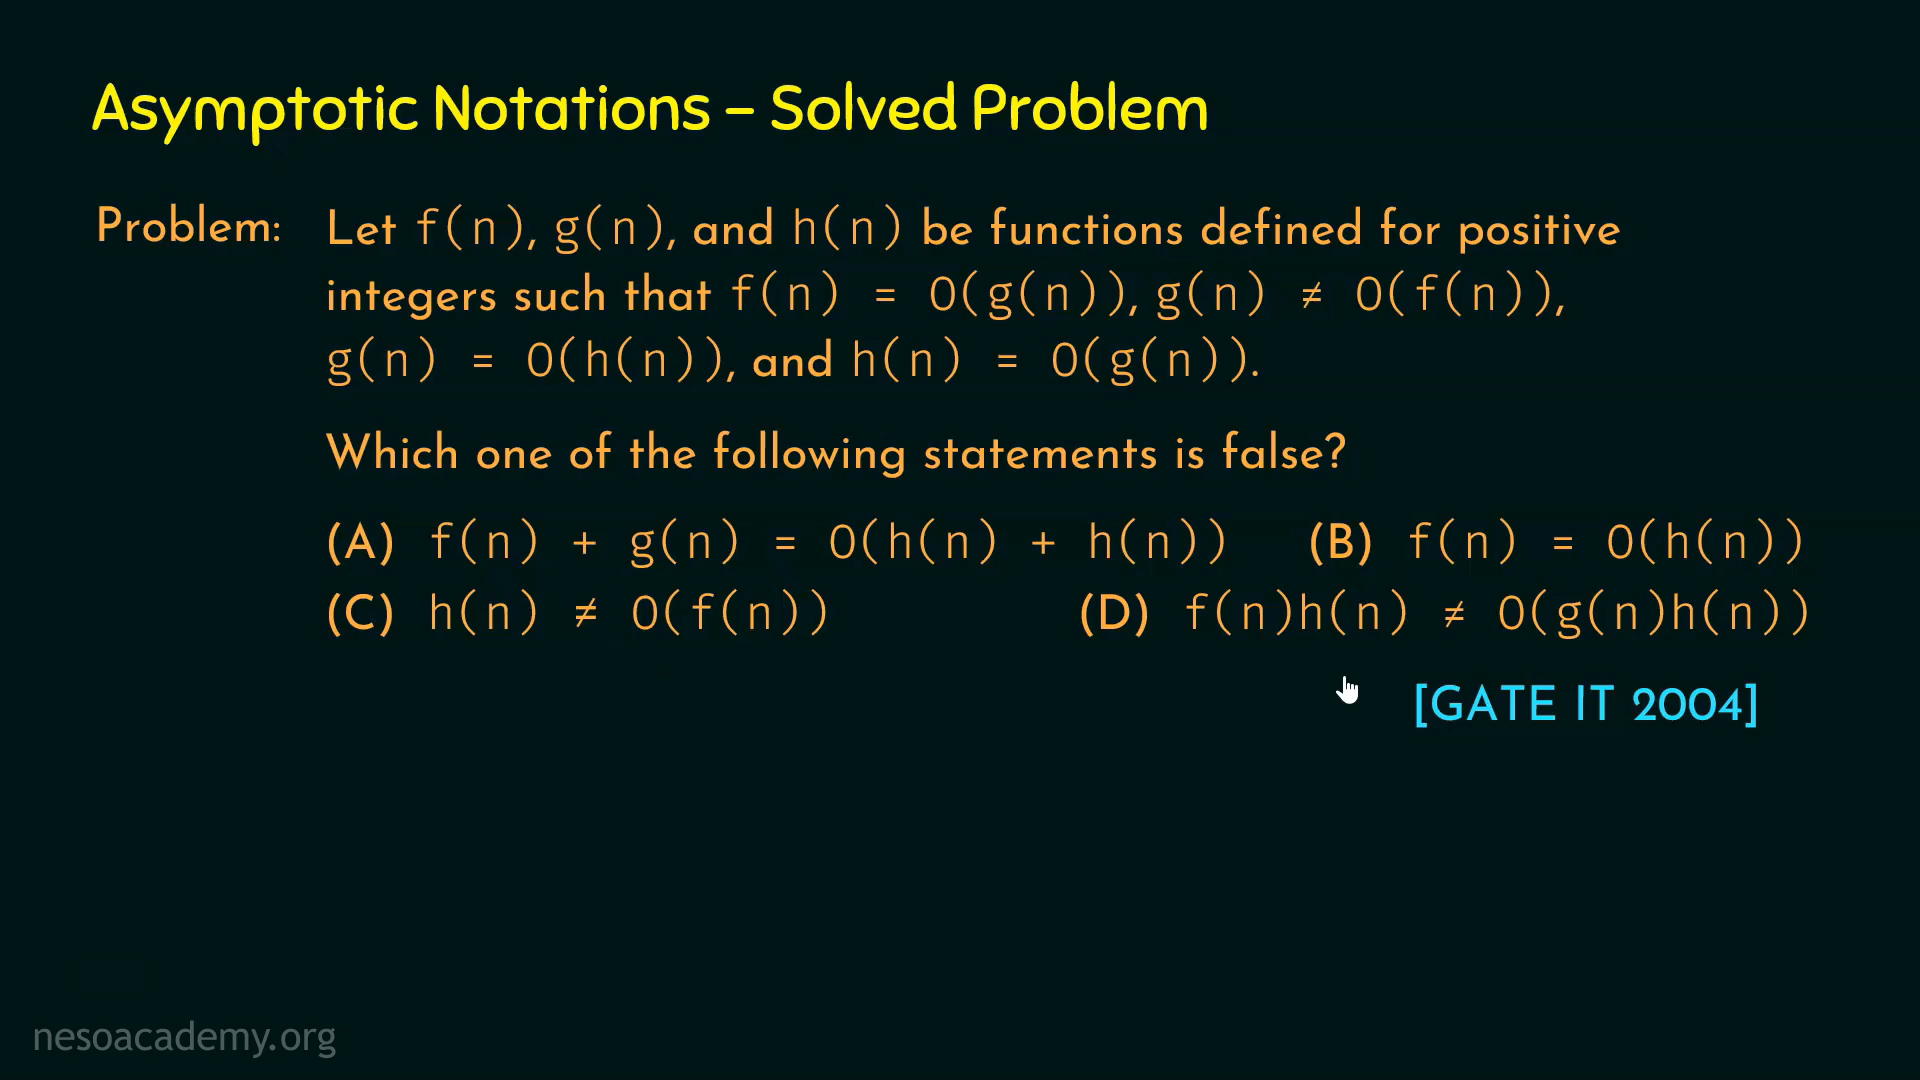 Asymptotic Notations – Solved Problem
Problem: Let f(n), g(n), and h(n) be functions defined for positive
integers such that f(n) = O(g(n)), g(n) ≠ O(f(n)),
g(n) = O(h(n)), and h(n) = O(g(n)).
Which one of the following statements is false?
(A) f(n) + g(n) = O(h(n) + h(n)) (B) f(n) = O(h(n))
(C) h(n) ≠ O(f(n)) (D) f(n)h(n) ≠ O(g(n)h(n))
[GATE IT 2004]
nesoacademy.org